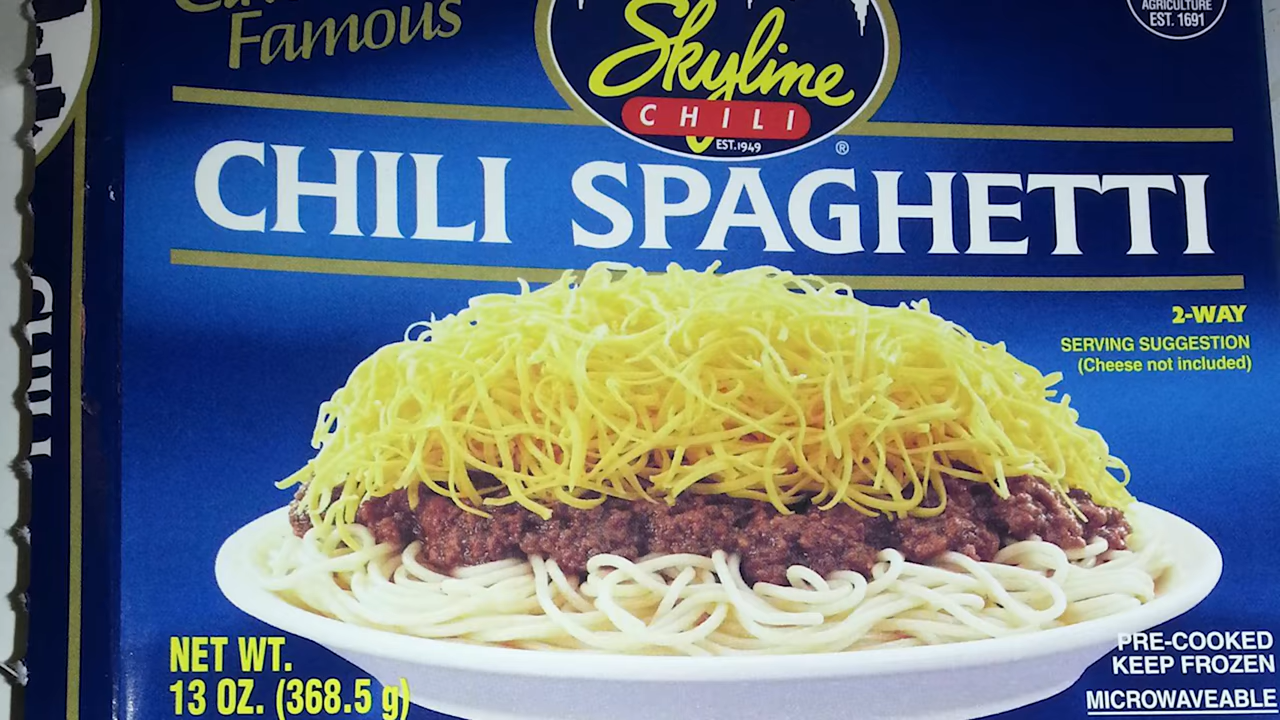 Famous
Skyline
CHILI
EST. 1949
®
AGRICULTURE
EST. 1691
CHILI SPAGHETTI
2-WAY
SERVING SUGGESTION
(Cheese not included)
NET WT.
13 OZ. (368.5 g)
PRE-COOKED
KEEP FROZEN
MICROWAVEABLE